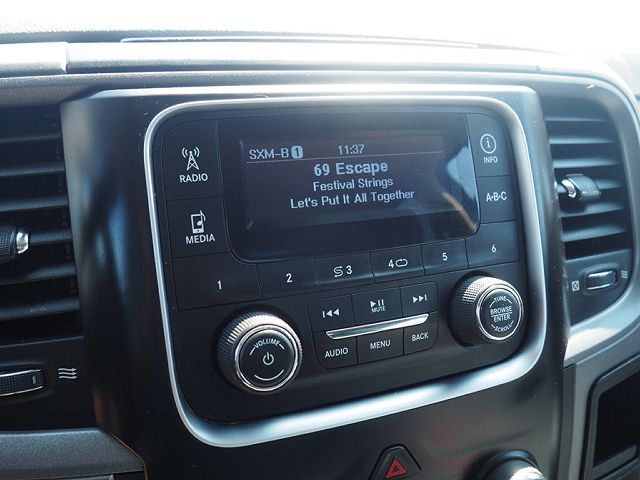 SXM-B 1 11:37
69 Escape
Festival Strings
Let's Put It All Together
RADIO
MEDIA
INFO
A-B-C
1 2 3 4 5 6
MUTE
VOLUME
AUDIO MENU BACK
TUNE
BROWSE
ENTER
SCROLL